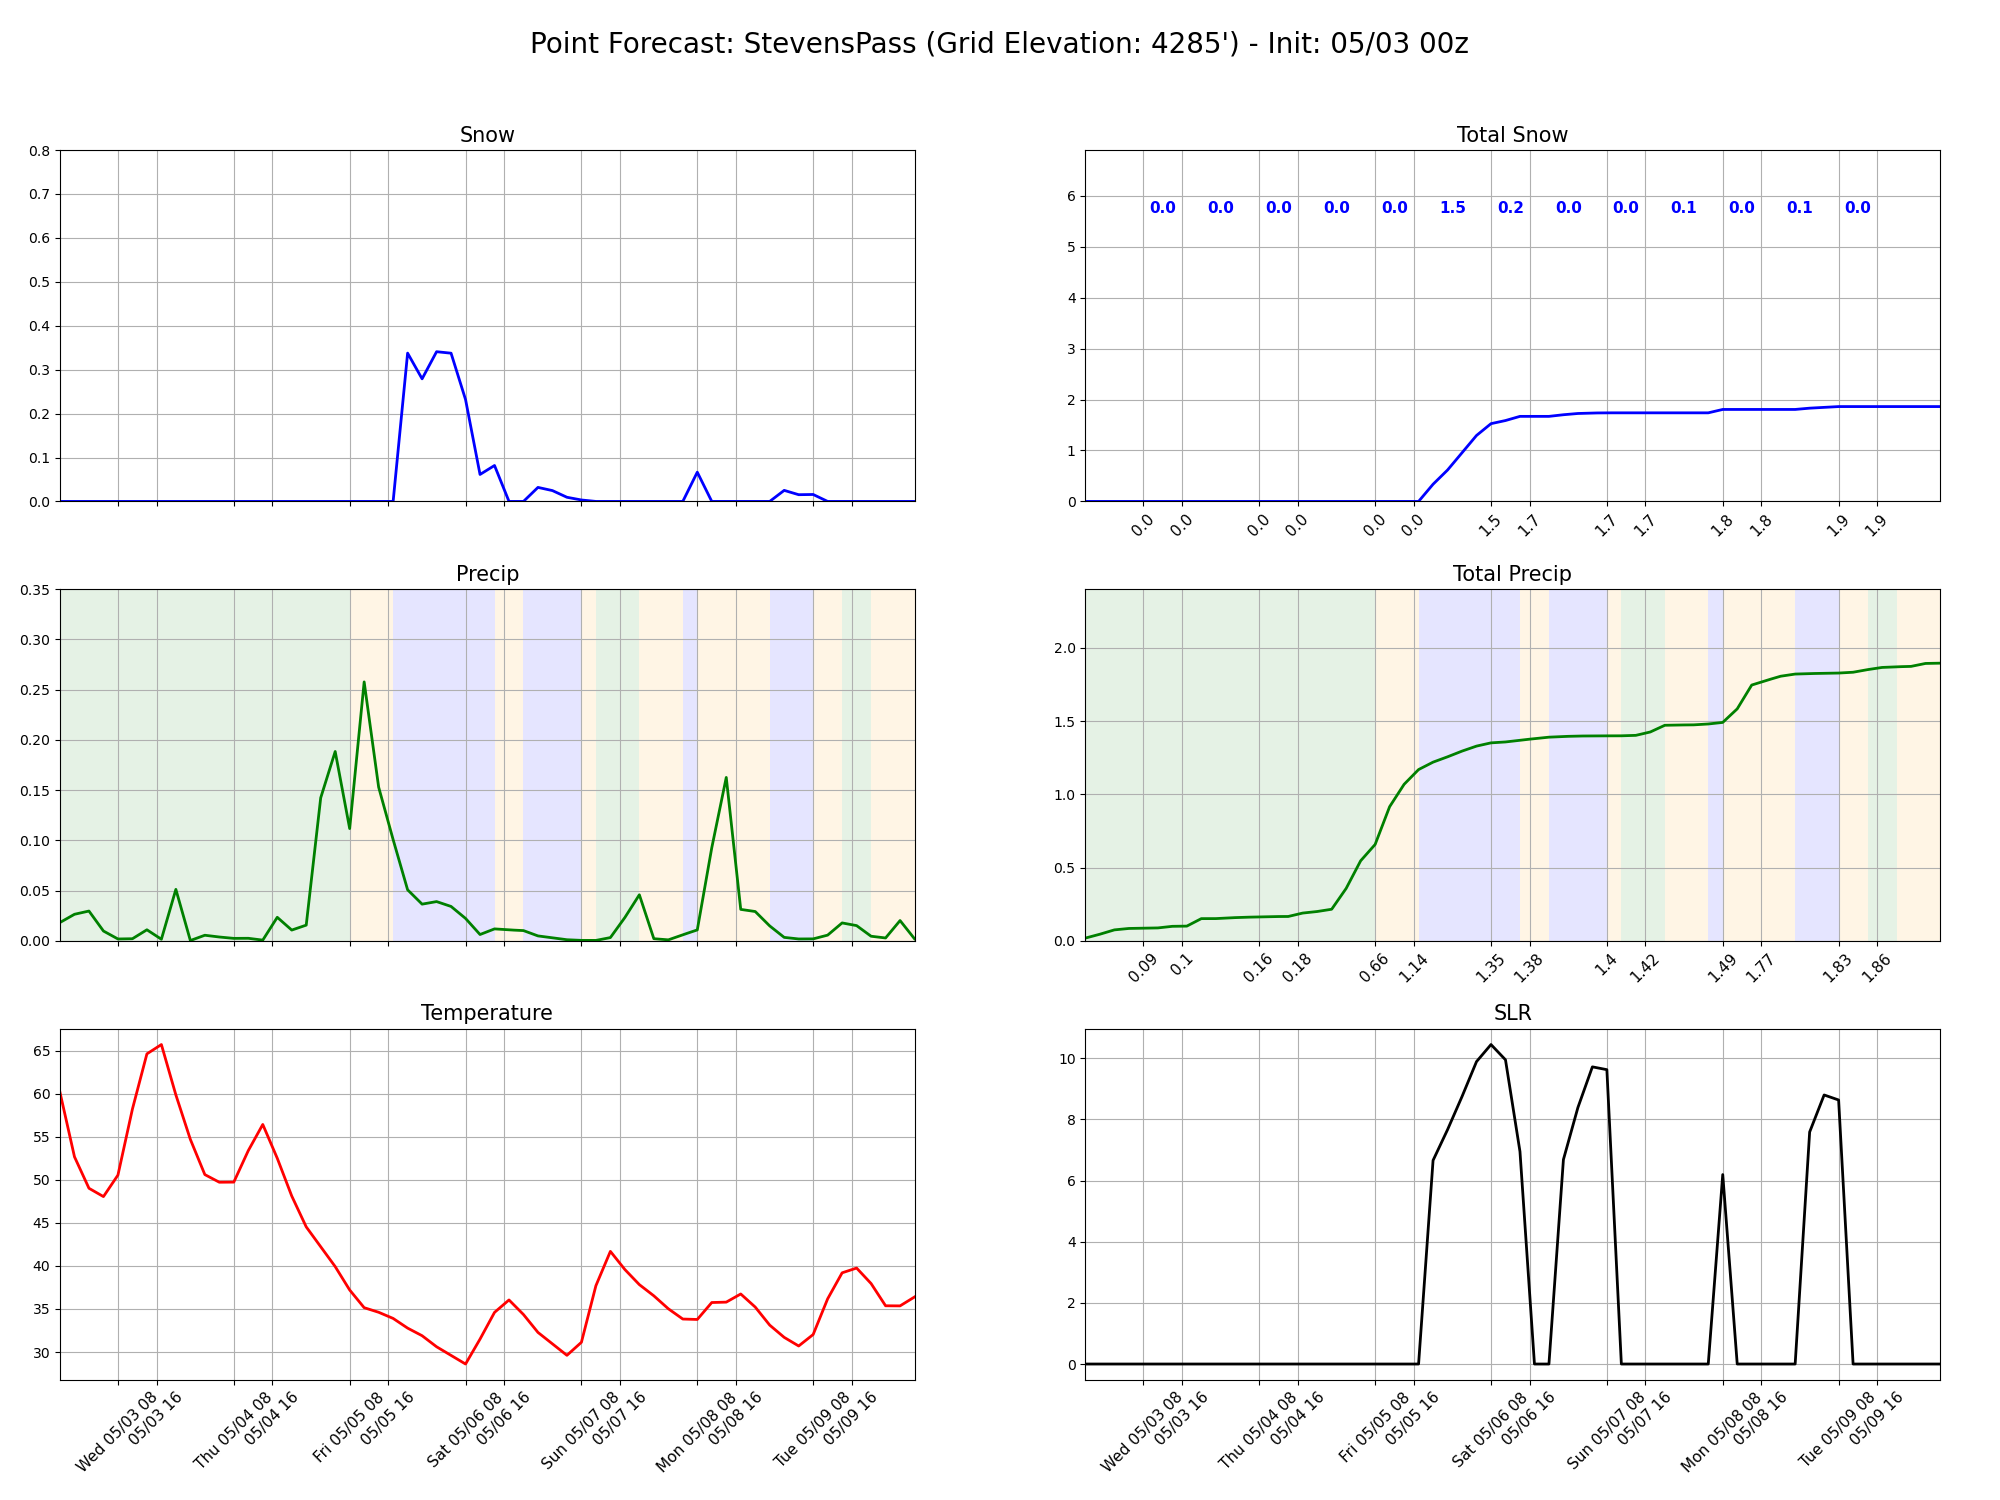 Point Forecast: StevensPass (Grid Elevation: 4285') - Init: 05/03 00z
Snow
0.8
0.7
0.6
0.5
0.4
0.3
0.2
0.1
0.0
Total Snow
6
5
4
3
2
1
0
0.0 0.0 0.0 0.0 0.0 1.5 0.2 0.0 0.0 0.1 0.0 0.1 0.0
0.0 0.0 0.0 0.0 0.0 0.0 1.5 1.7 1.7 1.7 1.8 1.8 1.9 1.9
Precip
0.35
0.30
0.25
0.20
0.15
0.10
0.05
0.00
Total Precip
2.0
1.5
1.0
0.5
0.0
0.09 0.1 0.16 0.18 0.66 1.14 1.35 1.38 1.4 1.42 1.49 1.77 1.83 1.86
Temperature
65
60
55
50
45
40
35
30
Wed 05/03 08
05/03 16
Thu 05/04 08
05/04 16
Fri 05/05 08
05/05 16
Sat 05/06 08
05/06 16
Sun 05/07 08
05/07 16
Mon 05/08 08
05/08 16
Tue 05/09 08
05/09 16
SLR
10
8
6
4
2
0
Wed 05/03 08
05/03 16
Thu 05/04 08
05/04 16
Fri 05/05 08
05/05 16
Sat 05/06 08
05/06 16
Sun 05/07 08
05/07 16
Mon 05/08 08
05/08 16
Tue 05/09 08
05/09 16